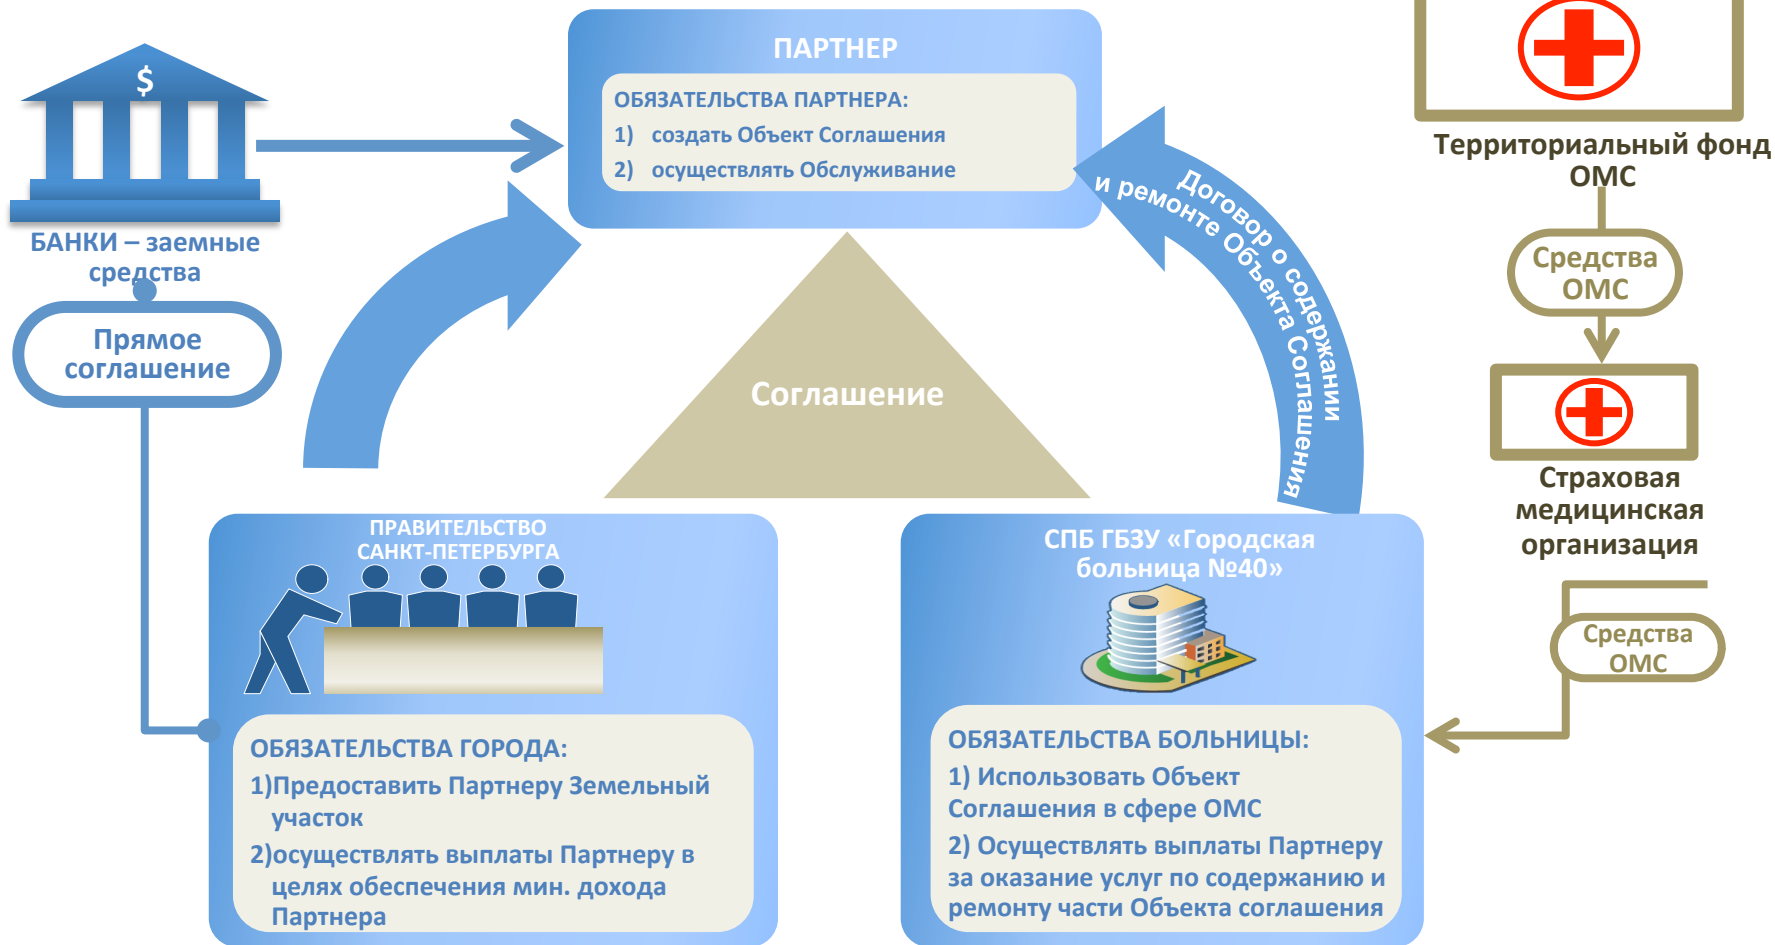 ПАРТНЕР
ОБЯЗАТЕЛЬСТВА ПАРТНЕРА:
1) создать Объект Соглашения
2) осуществлять Обслуживание
$
БАНКИ – заемные
средства
Прямое
соглашение
Договор о содержании
и ремонте Объекта Соглашения
Соглашение
Территориальный фонд
ОМС
Средства
ОМС
Страховая
медицинская
организация
Средства
ОМС
ПРАВИТЕЛЬСТВО
САНКТ-ПЕТЕРБУРГА
ОБЯЗАТЕЛЬСТВА ГОРОДА:
1)Предоставить Партнеру Земельный
участок
2)осуществлять выплаты Партнеру в
целях обеспечения мин. дохода
Партнера
СПБ ГБЗУ «Городская
больница №40»
ОБЯЗАТЕЛЬСТВА БОЛЬНИЦЫ:
1) Использовать Объект
Соглашения в сфере ОМС
2) Осуществлять выплаты Партнеру
за оказание услуг по содержанию и
ремонту части Объекта соглашения